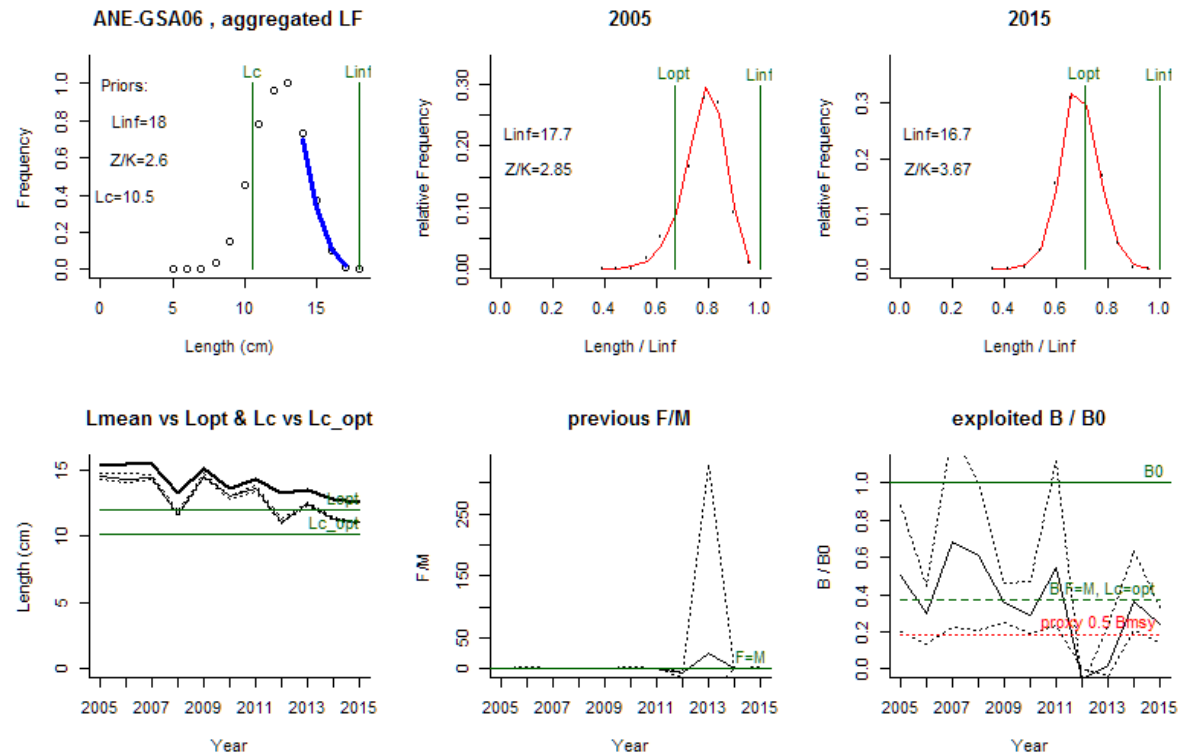 ANE-GSA06 , aggregated LF
Frequency
0.0 0.2 0.4 0.6 0.8 1.0
Priors:
Linf=18
Z/K=2.6
Lc=10.5
Lc
Linf
0 5 10 15
Length (cm)
2005
relative Frequency
0.00 0.10 0.20 0.30
Linf=17.7
Z/K=2.85
Lopt
Linf
0.0 0.2 0.4 0.6 0.8 1.0
Length / Linf
2015
relative Frequency
0.0 0.1 0.2 0.3
Linf=16.7
Z/K=3.67
Lopt
Linf
0.0 0.2 0.4 0.6 0.8 1.0
Length / Linf
Lmean vs Lopt & Lc vs Lc_opt
Length (cm)
0 5 10 15
Lopt
Lc_opt
2005 2007 2009 2011 2013 2015
Year
previous F/M
F/M
0 50 150 250
F=M
2005 2007 2009 2011 2013 2015
Year
exploited B / B0
B / B0
0.0 0.2 0.4 0.6 0.8 1.0
B0
B F=M, Lc=opt
proxy 0.5 Bmsy
2005 2007 2009 2011 2013 2015
Year